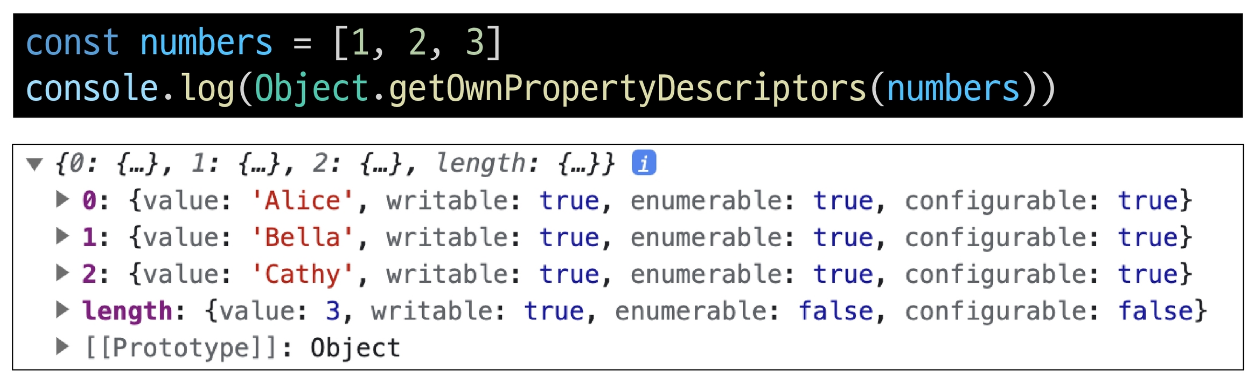 const numbers = [1, 2, 3]
console.log(Object.getOwnPropertyDescriptors(numbers))
▼ {0: {…}, 1: {…}, 2: {…}, length: {…}} i
▶ 0: {value: 'Alice', writable: true, enumerable: true, configurable: true}
▶ 1: {value: 'Bella', writable: true, enumerable: true, configurable: true}
▶ 2: {value: 'Cathy', writable: true, enumerable: true, configurable: true}
▶ length: {value: 3, writable: true, enumerable: false, configurable: false}
▶ [[Prototype]]: Object